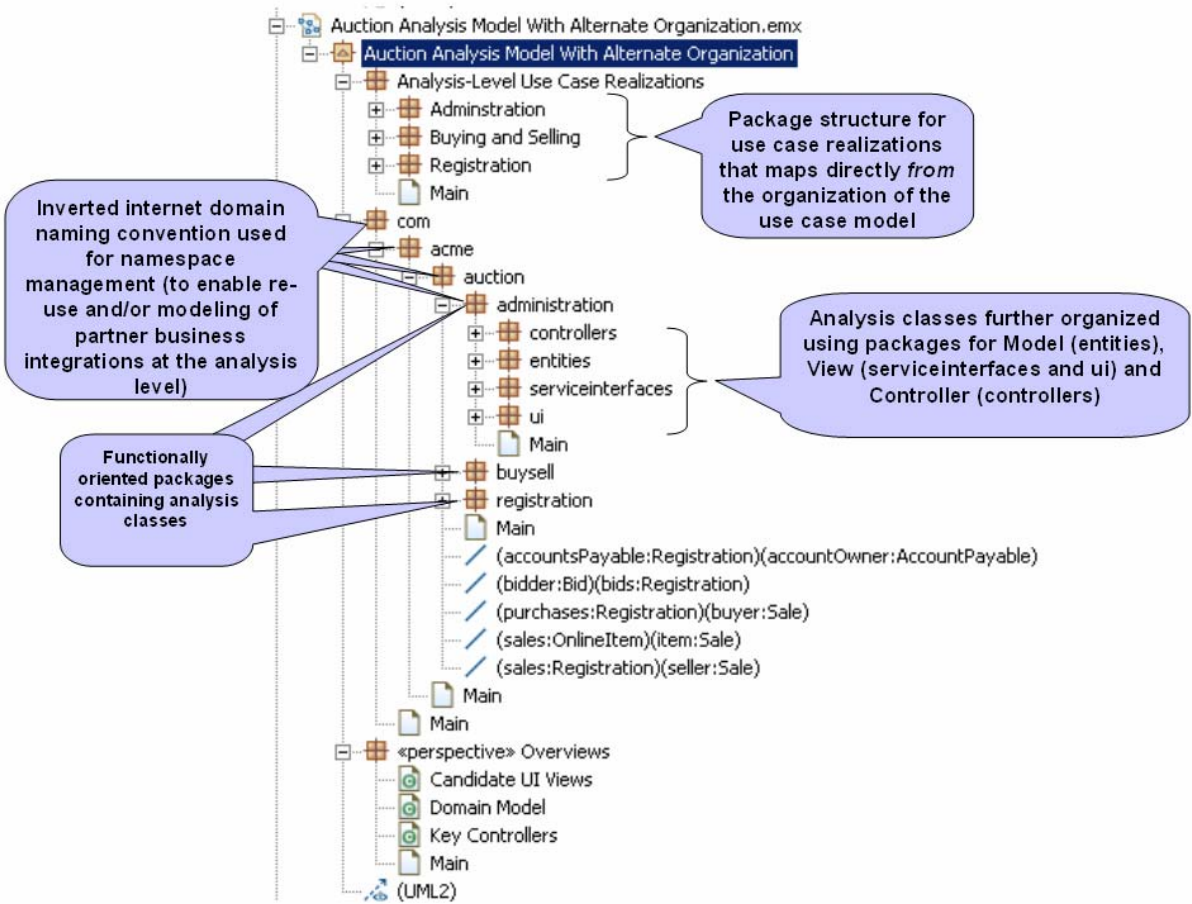 Auction Analysis Model With Alternate Organization.emx
Auction Analysis Model With Alternate Organization
Analysis-Level Use Case Realizations
Adminstration
Buying and Selling
Registration
Main
Package structure for
use case realizations
that maps directly from
the organization of the
use case model
Inverted internet domain
naming convention used
for namespace
management (to enable re-
use and/or modeling of
partner business
integrations at the analysis
level)
com
acme
auction
administration
controllers
entities
serviceinterfaces
ui
Main
Analysis classes further organized
using packages for Model (entities),
View (serviceinterfaces and ui) and
Controller (controllers)
Functionally
oriented packages
containing analysis
classes
buysell
registration
Main
(accountsPayable:Registration)(accountOwner:AccountPayable)
(bidder:Bid)(bids:Registration)
(purchases:Registration)(buyer:Sale)
(sales:OnlineItem)(item:Sale)
(sales:Registration)(seller:Sale)
Main
Main
«perspective» Overviews
Candidate UI Views
Domain Model
Key Controllers
Main
(UML2)